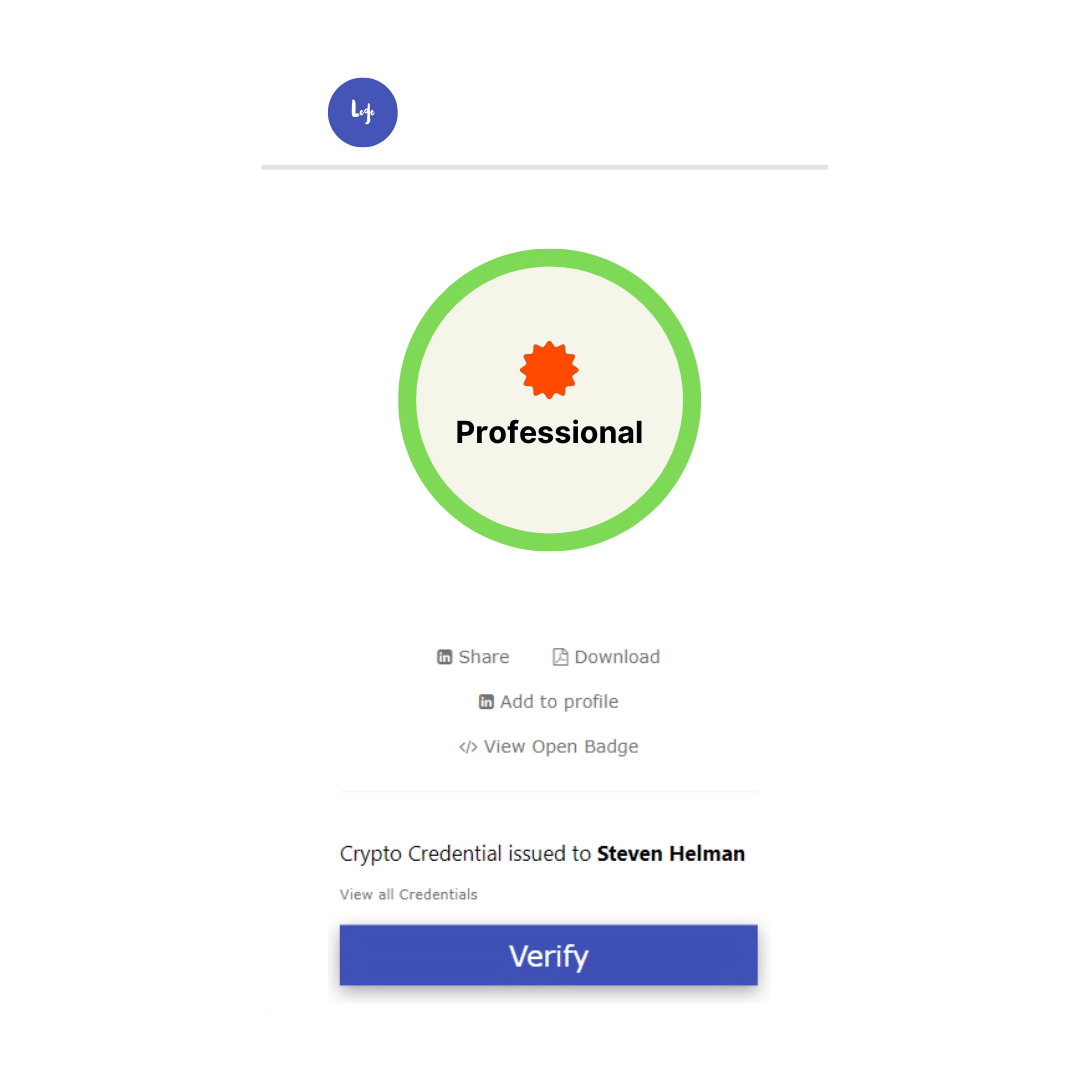 Professional
Share Download
Add to profile
View Open Badge
Crypto Credential issued to Steven Helman
View all Credentials
Verify